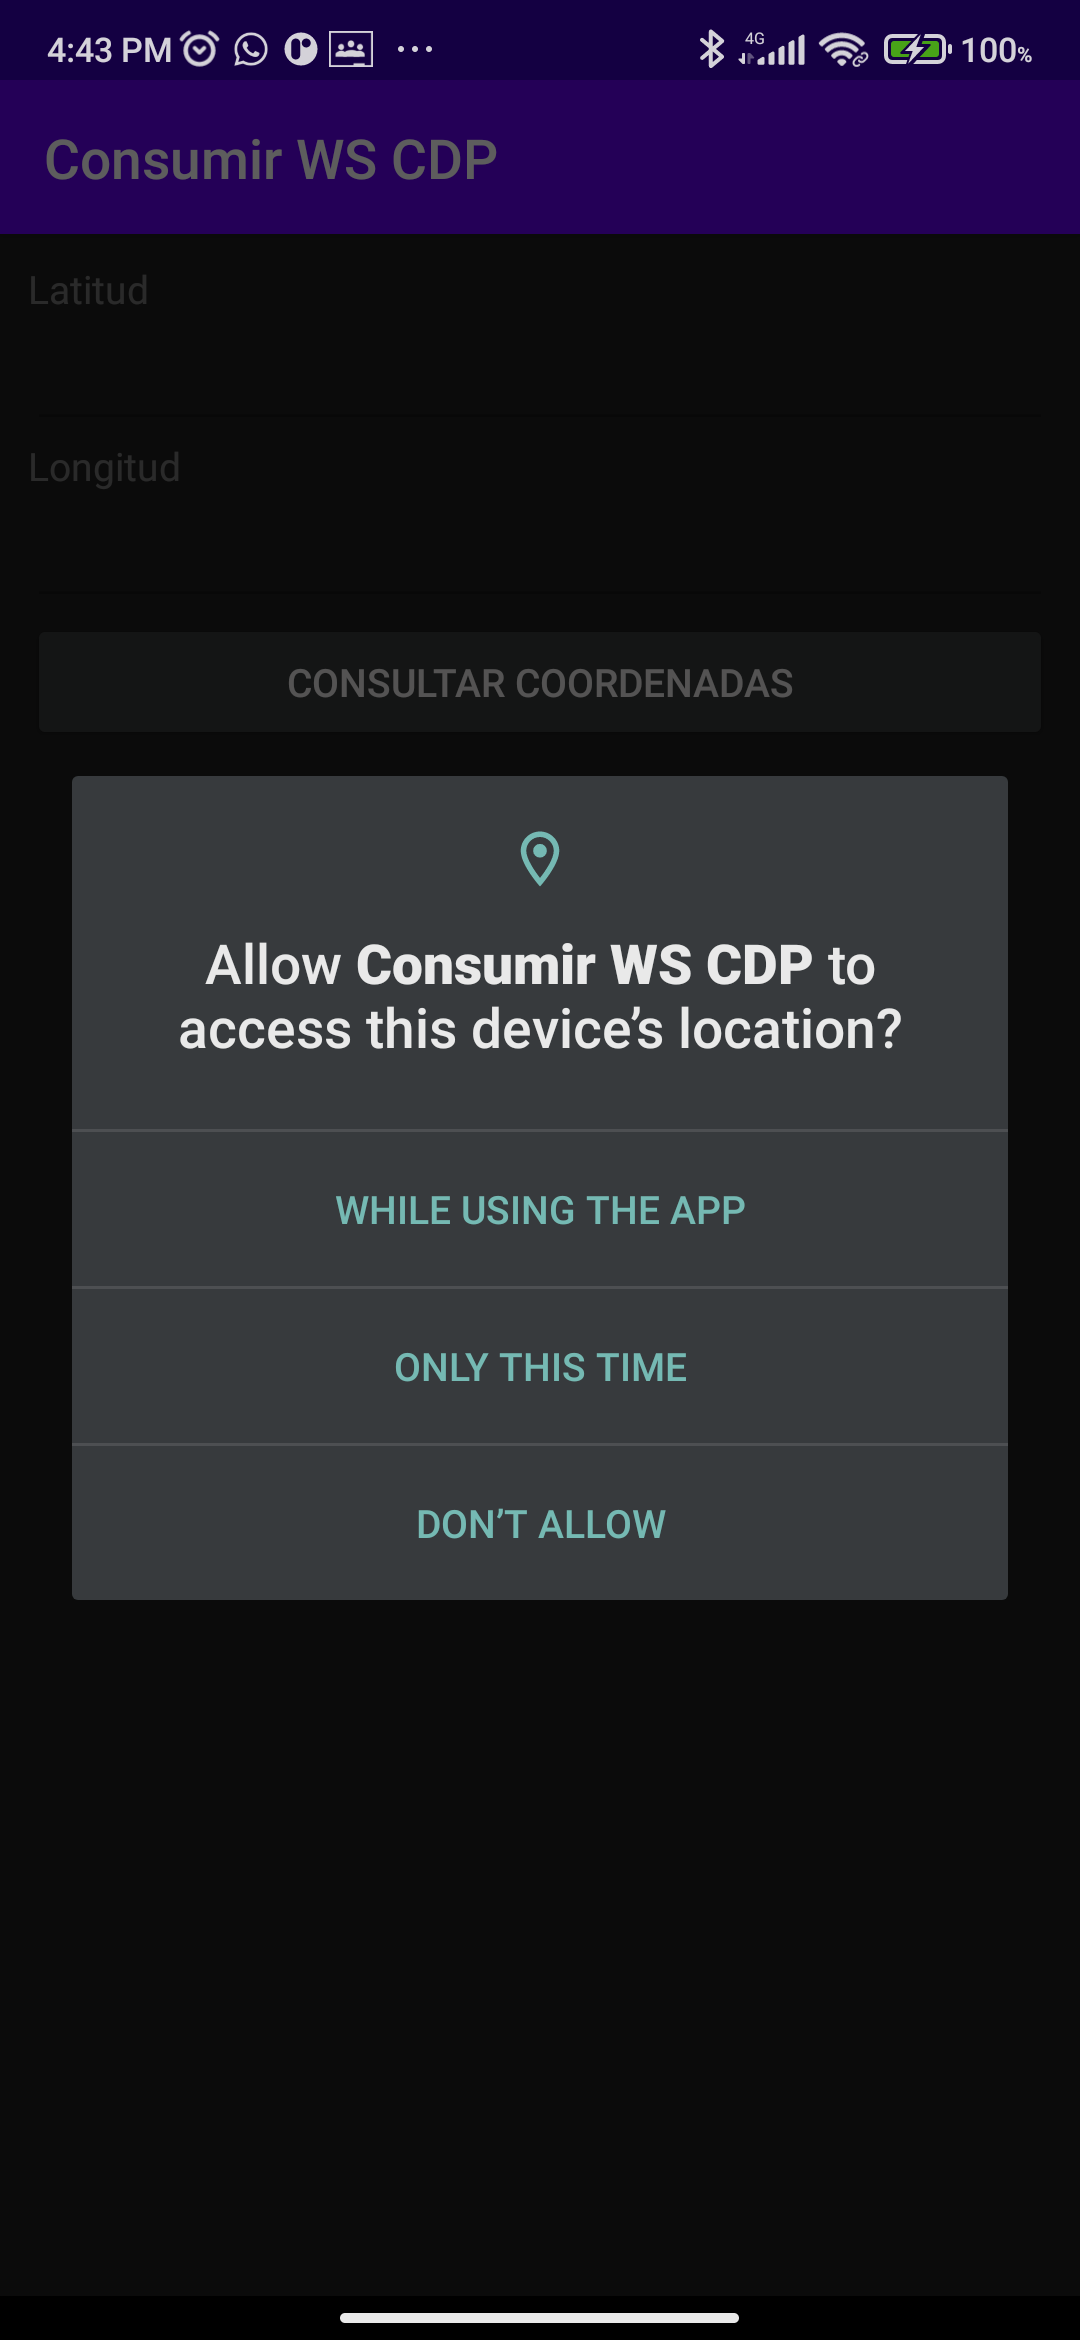 4:43 PM
4G
100%
Consumir WS CDP
Latitud
Longitud
CONSULTAR COORDENADAS
Allow Consumir WS CDP to
access this device’s location?
WHILE USING THE APP
ONLY THIS TIME
DON’T ALLOW